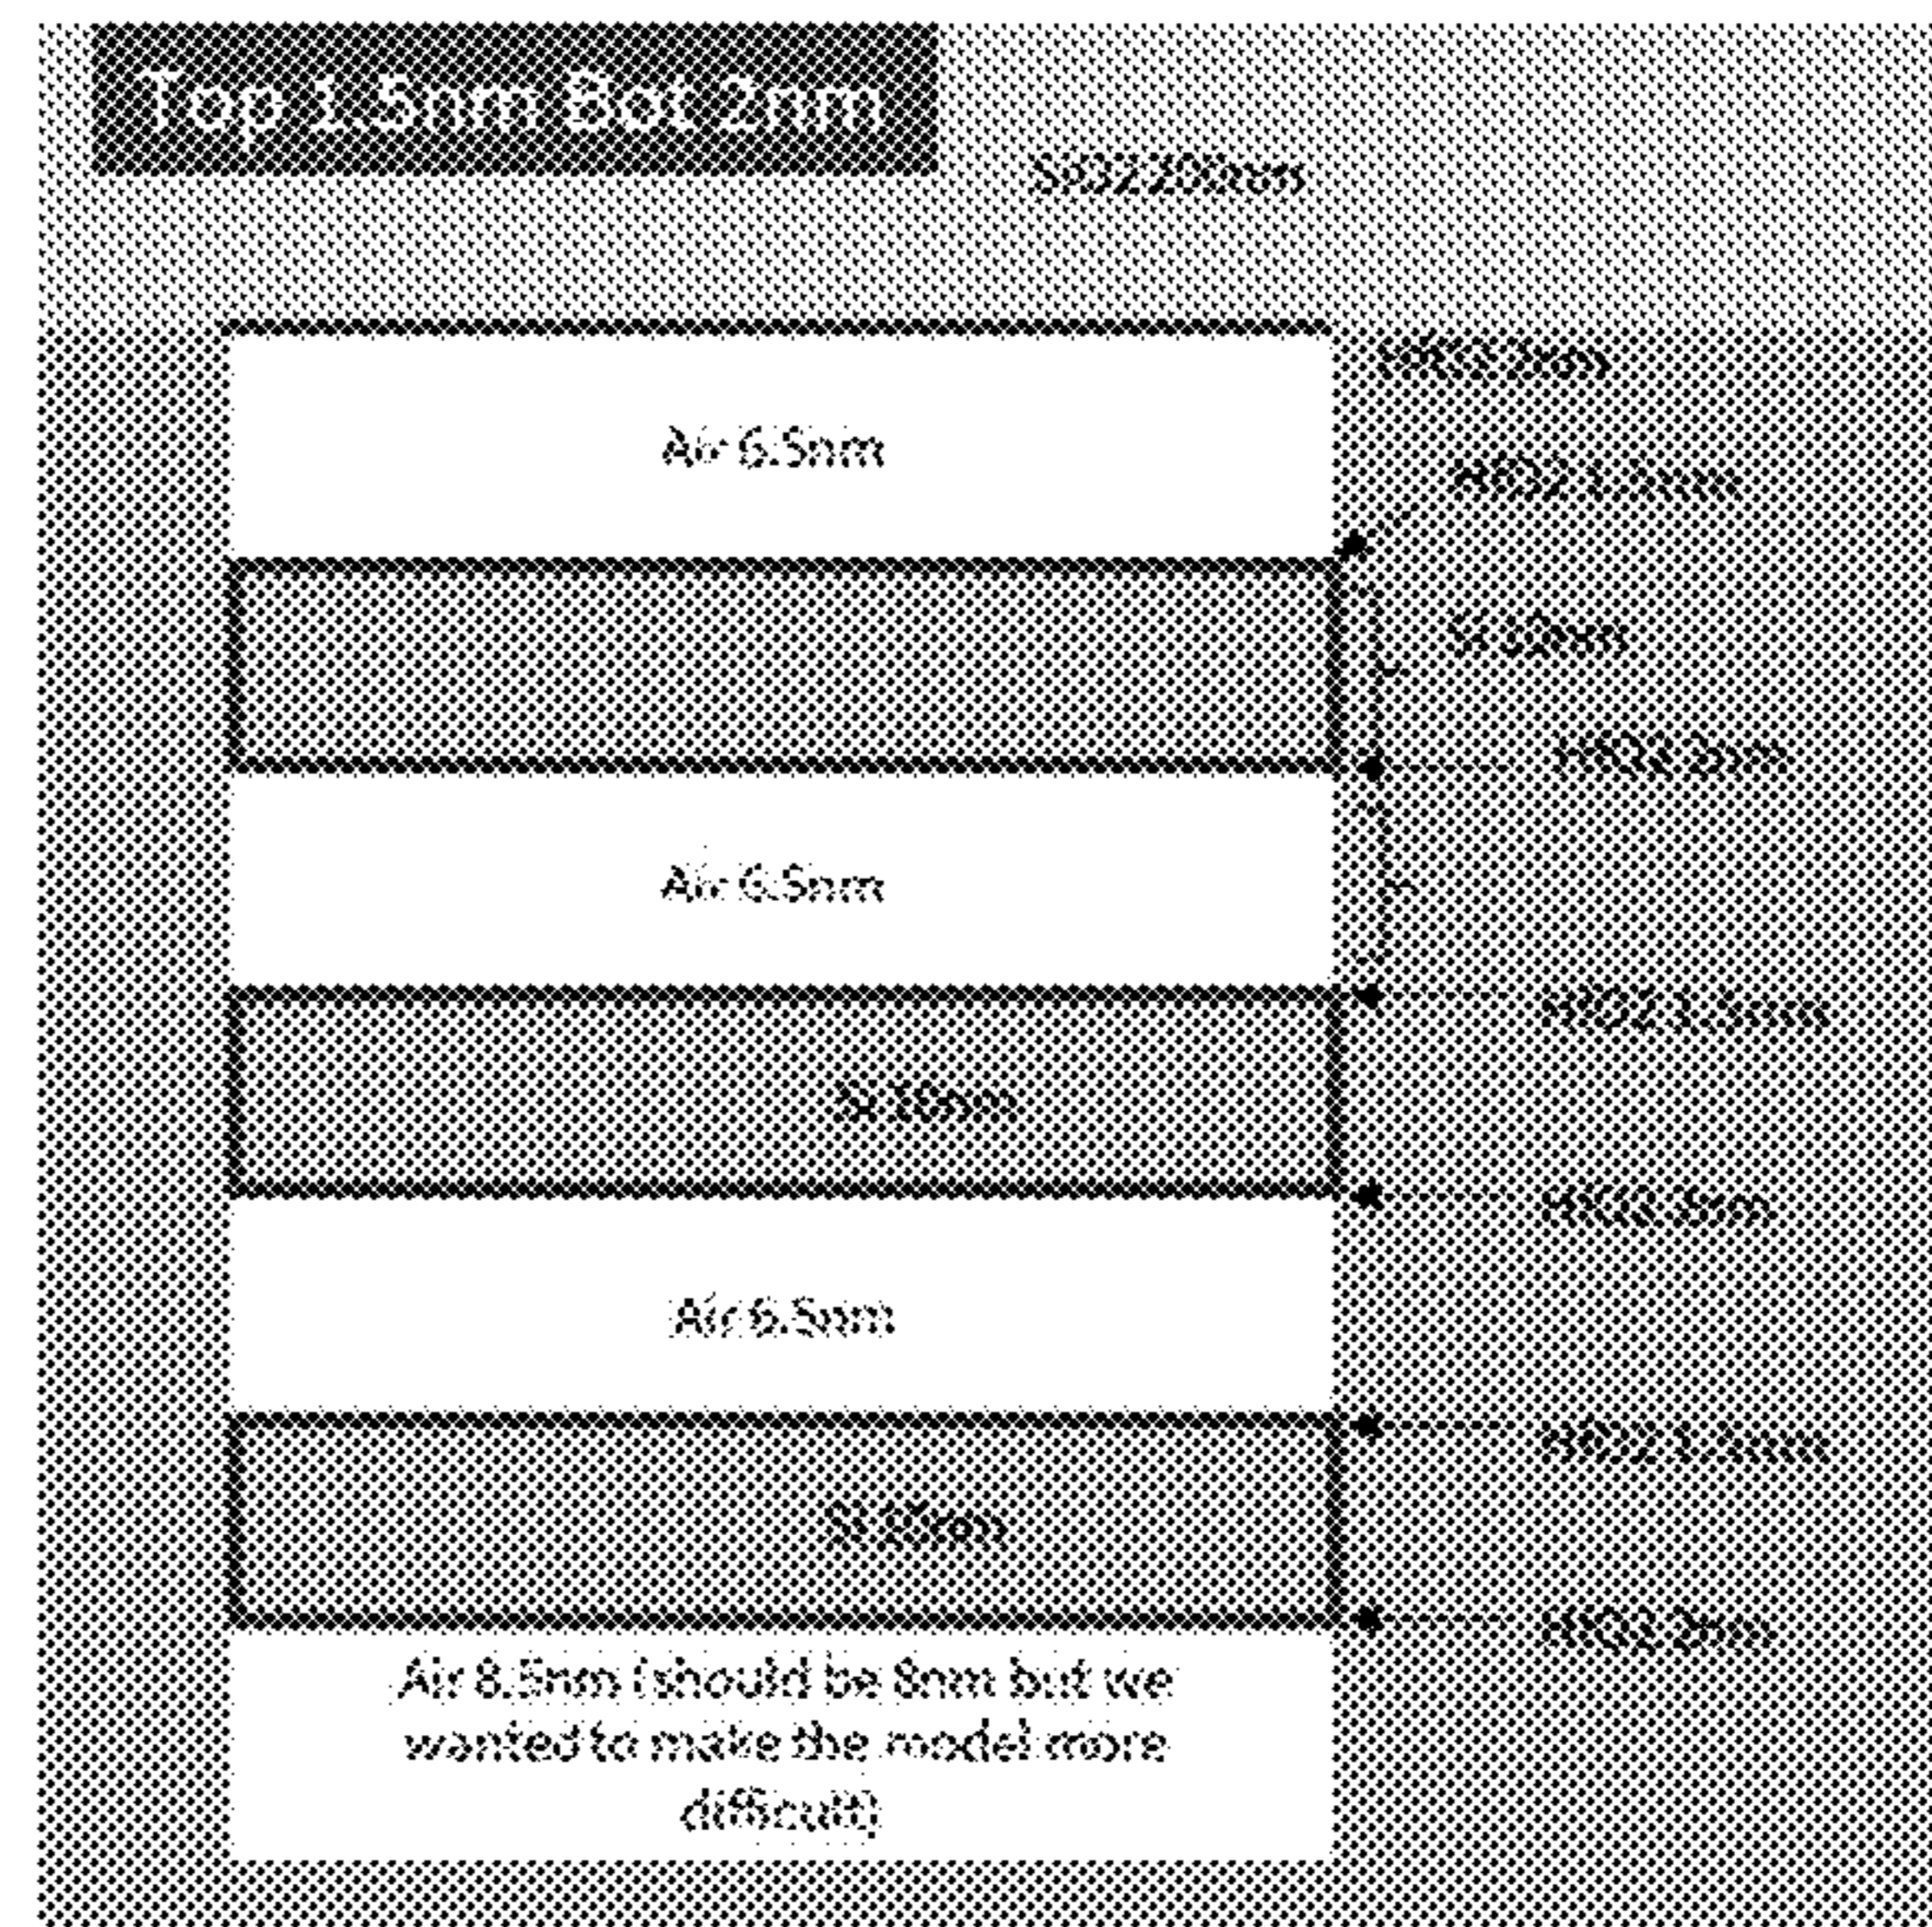 Top 1.5nm Bot 2nm
SiO2 200nm
HfO2 2nm
Air 6.5nm
HfO2 1.5nm
Si 10nm
HfO2 2nm
Air 6.5nm
HfO2 1.5nm
Si 10nm
HfO2 2nm
Air 6.5nm
HfO2 1.5nm
Si 10nm
HfO2 2nm
Air 8.5nm (should be 8nm but we
wanted to make the model more
difficult)